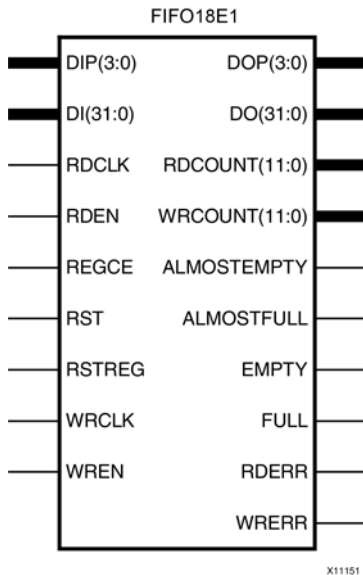 FIFO18E1
DIP(3:0) DOP(3:0)
DI(31:0) DO(31:0)
RDCLK RDCOUNT(11:0)
RDEN WRCOUNT(11:0)
REGCE ALMOSTEMPTY
RST ALMOSTFULL
RSTREG EMPTY
WRCLK FULL
WREN RDERR
WRERR
X11151